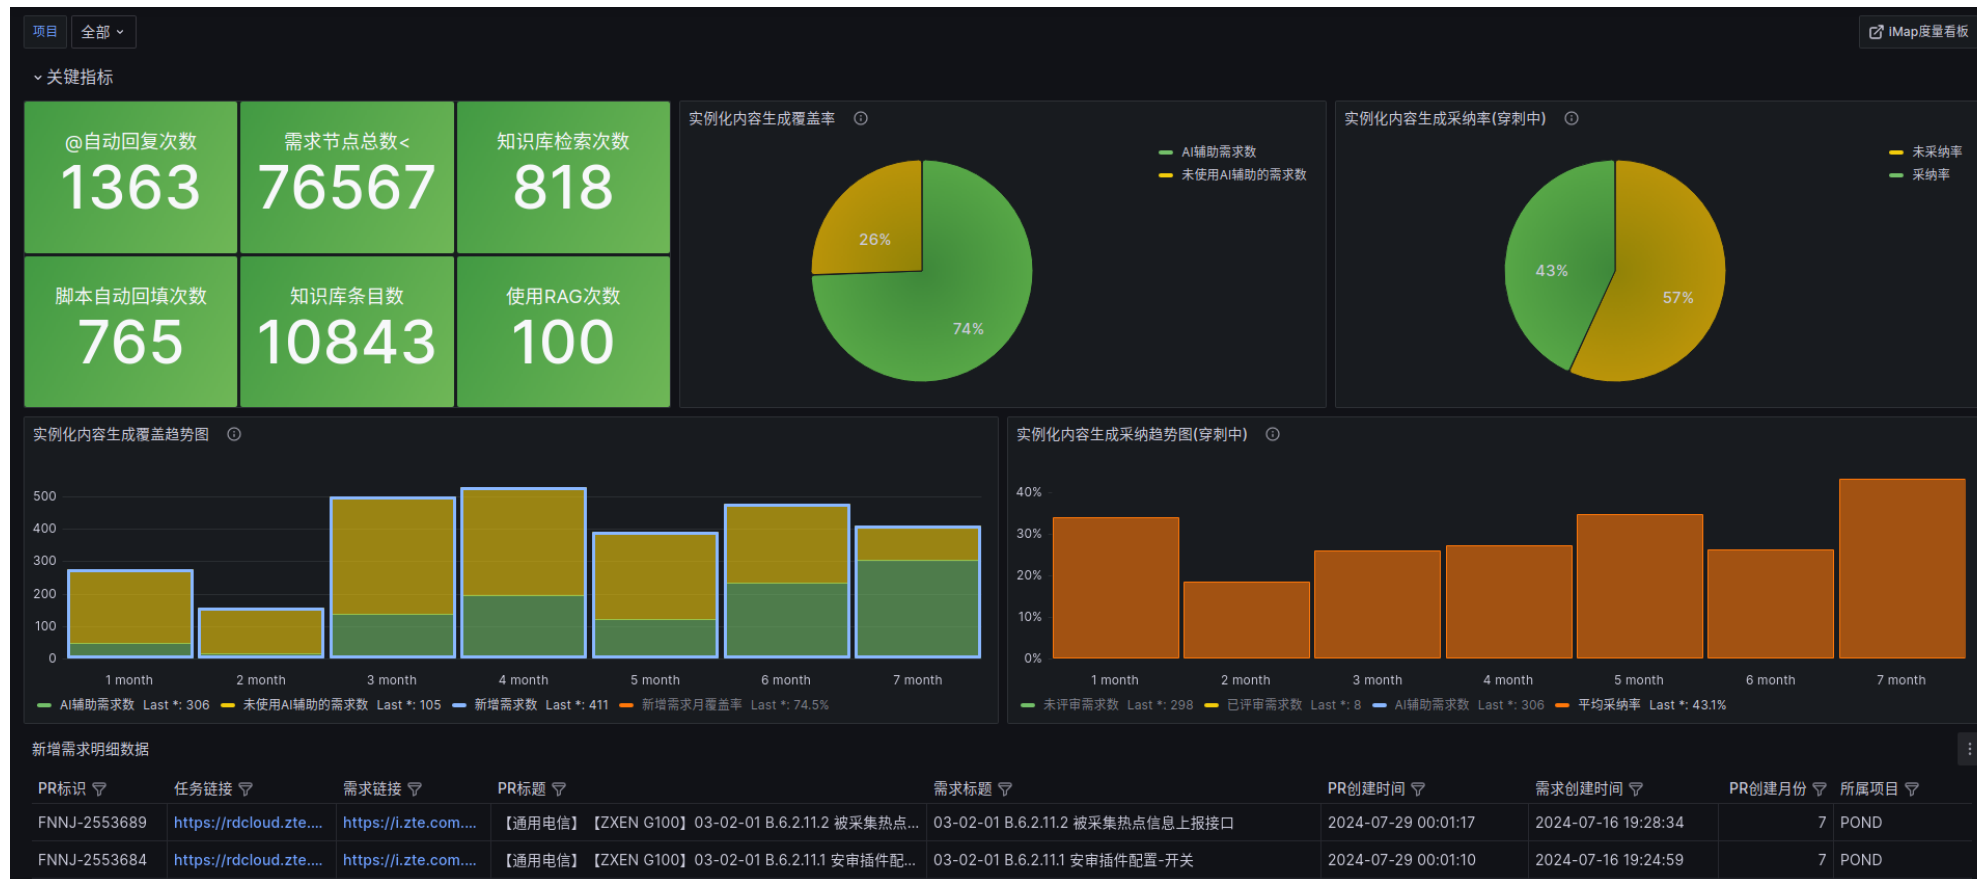 项目 全部 iMap度量看板
关键指标
@自动回复次数
1363
需求节点总数<
76567
知识库检索次数
818
脚本自动回填次数
765
知识库条目数
10843
使用RAG次数
100
实例化内容生成覆盖率
AI辅助需求数
未使用AI辅助的需求数
26%
74%
实例化内容生成采纳率(穿刺中)
未采纳率
采纳率
43%
57%
实例化内容生成覆盖趋势图
500
400
300
200
100
0
1 month 2 month 3 month 4 month 5 month 6 month 7 month
AI辅助需求数 Last *: 306 未使用AI辅助的需求数 Last *: 105 新增需求数 Last *: 411 新增需求月覆盖率 Last *: 74.5%
实例化内容生成采纳趋势图(穿刺中)
40%
30%
20%
10%
0%
1 month 2 month 3 month 4 month 5 month 6 month 7 month
未评审需求数 Last *: 298 已评审需求数 Last *: 8 AI辅助需求数 Last *: 306 平均采纳率 Last *: 43.1%
新增需求明细数据
PR标识 任务链接 需求链接 PR标题 需求标题 PR创建时间 需求创建时间 PR创建月份 所属项目
FNNJ-2553689 https://rdcloud.zte.... https://i.zte.com.... 【通用电信】【ZXEN G100】03-02-01 B.6.2.11.2 被采集热点... 03-02-01 B.6.2.11.2 被采集热点信息上报接口 2024-07-29 00:01:17 2024-07-16 19:28:34 7 POND
FNNJ-2553684 https://rdcloud.zte.... https://i.zte.com.... 【通用电信】【ZXEN G100】03-02-01 B.6.2.11.1 安审插件配... 03-02-01 B.6.2.11.1 安审插件配置-开关 2024-07-29 00:01:10 2024-07-16 19:24:59 7 POND